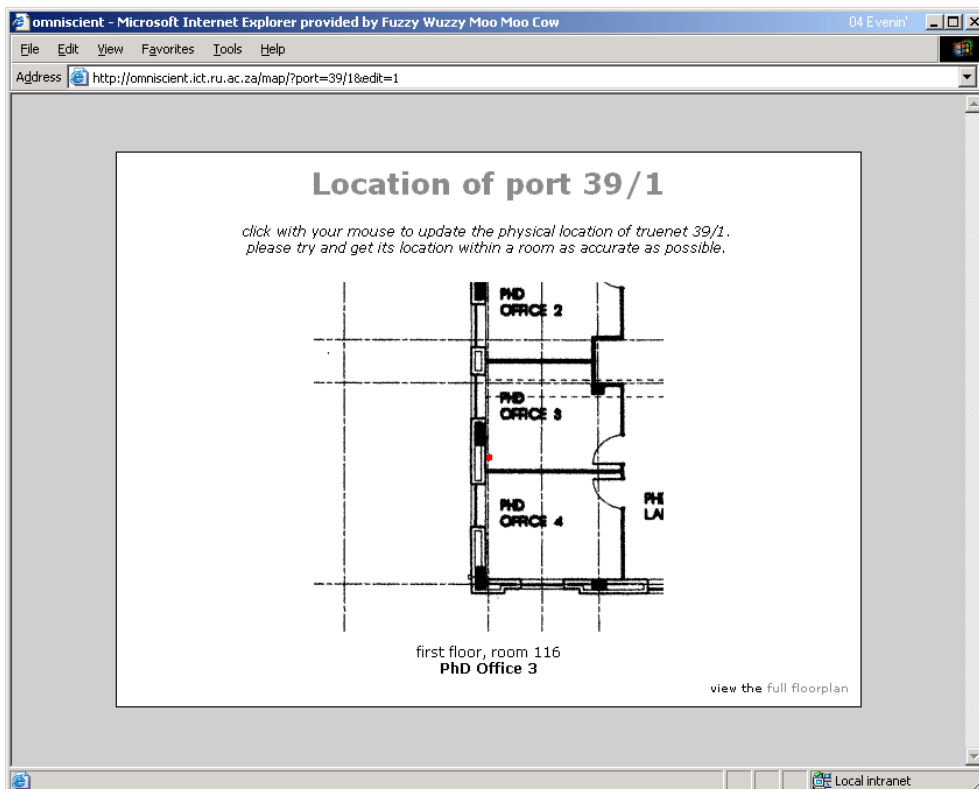 omniscient - Microsoft Internet Explorer provided by Fuzzy Wuzzy Moo Moo Cow
04 Evenin'
File Edit View Favorites Tools Help
Address http://omniscient.ict.ru.ac.za/map/?port=39/1&edit=1
Location of port 39/1
click with your mouse to update the physical location of truenet 39/1.
please try and get its location within a room as accurate as possible.
PHD
OFFICE 2
PHD
OFFICE 3
PHD
OFFICE 4
first floor, room 116
PhD Office 3
view the full floorplan
Local intranet